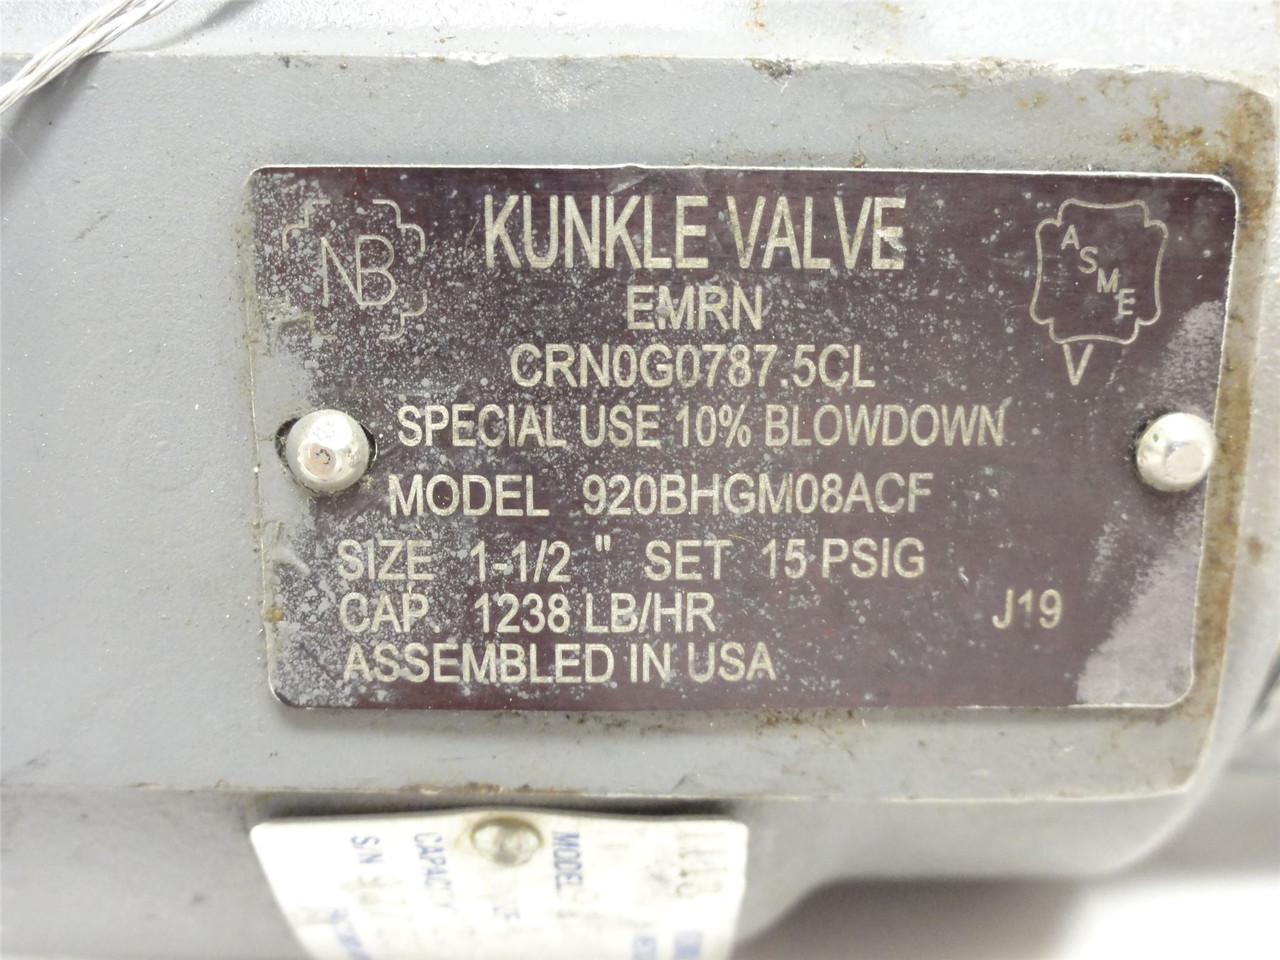 NB
KUNKLE VALVE
ASME
V
EMRN
CRN0G0787.5CL
SPECIAL USE 10% BLOWDOWN
MODEL 920BHGM08ACF
SIZE 1-1/2 " SET 15 PSIG
CAP. 1238 LB/HR J19
ASSEMBLED IN USA
MODEL
CAPACITY
S/N